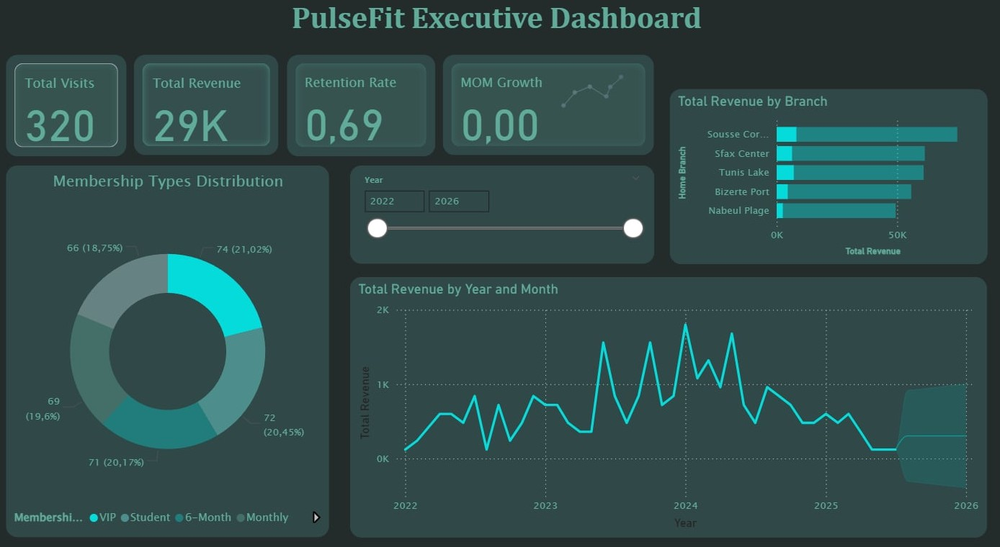 PulseFit Executive Dashboard
Total Visits
320
Total Revenue
29K
Retention Rate
0,69
MOM Growth
0,00
Total Revenue by Branch
Home Branch
Sousse Cor...
Sfax Center
Tunis Lake
Bizerte Port
Nabeul Plage
0K
50K
Total Revenue
Membership Types Distribution
66 (18,75%)
74 (21,02%)
69
(19,6%)
72
(20,45%)
71 (20,17%)
Membershi... VIP Student 6-Month Monthly
Year
2022
2026
Total Revenue by Year and Month
Total Revenue
2K
1K
0K
2022
2023
2024
2025
2026
Year